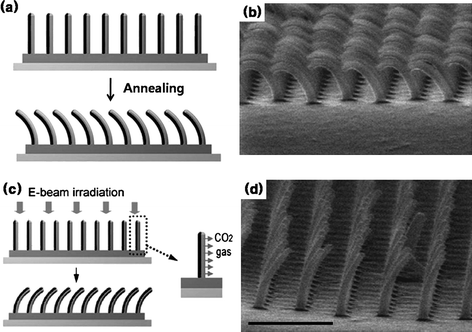 (a)
Annealing
(b)
(c)
E-beam irradiation
CO2
gas
(d)